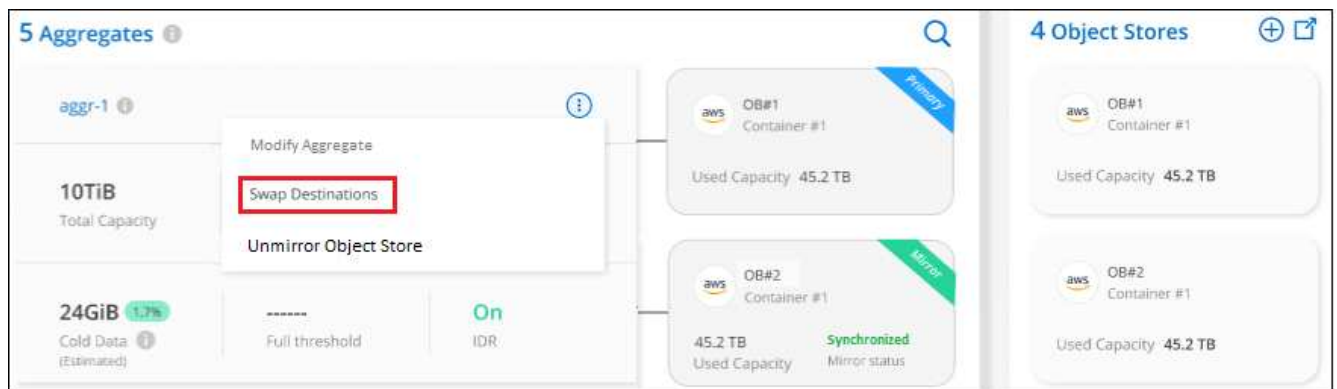 5 Aggregates
4 Object Stores
aggr-1
Modify Aggregate
Swap Destinations
Unmirror Object Store
10TiB
Total Capacity
24GiB 1.7%
Cold Data
(Estimated)
------
Full threshold
On
IDR
Primary
aws
OB#1
Container #1
Used Capacity 45.2 TB
Mirror
aws
OB#2
Container #1
45.2 TB
Used Capacity
Synchronized
Mirror status
aws
OB#1
Container #1
Used Capacity 45.2 TB
aws
OB#2
Container #1
Used Capacity 45.2 TB